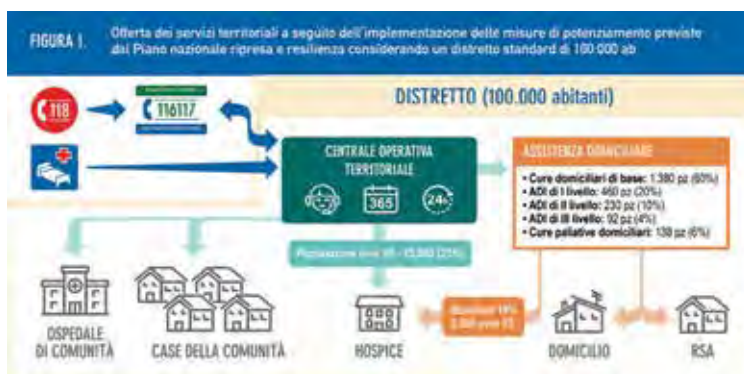 FIGURA 1.
Offerta dei servizi territoriali a seguito dell'implementazione delle misure di potenziamento previste
dal Piano nazionale ripresa e resilienza considerando un distretto standard di 100 000 ab
DISTRETTO (100.000 abitanti)
118
116117
CENTRALE OPERATIVA
TERRITORIALE
365
24
ASSISTENZA DOMICILIARE
• Cure domiciliari di base: 1.380 pz (60%)
• ADI di I livello: 460 pz (20%)
• ADI di II livello: 230 pz (10%)
• ADI di III livello: 92 pz (4%)
• Cure palliative domiciliari: 138 pz (6%)
Popolazione over 65
OSPEDALE
DI COMUNITÀ
CASE DELLA COMUNITÀ
HOSPICE
DOMICILIO
RSA